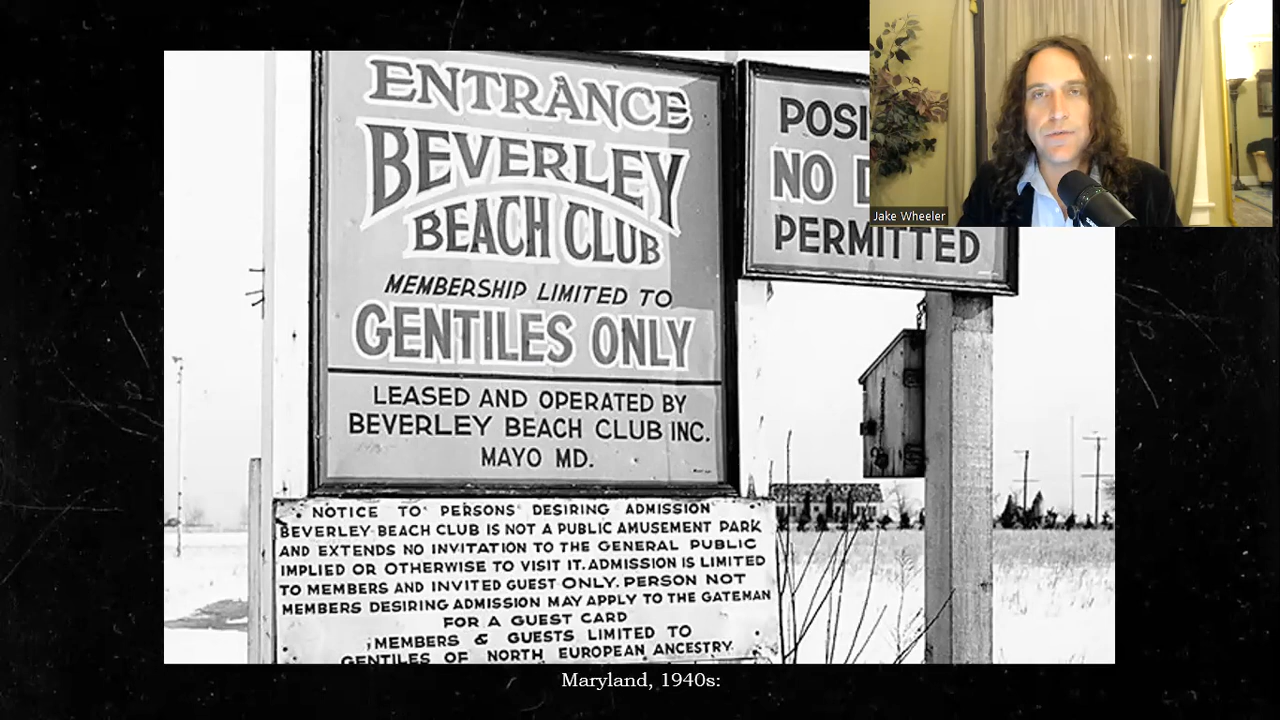 ENTRANCE
BEVERLEY
BEACH CLUB
MEMBERSHIP LIMITED TO
GENTILES ONLY
LEASED AND OPERATED BY
BEVERLEY BEACH CLUB INC.
MAYO MD.
NOTICE TO PERSONS DESIRING ADMISSION
BEVERLEY BEACH CLUB IS NOT A PUBLIC AMUSEMENT PARK
AND EXTENDS NO INVITATION TO THE GENERAL PUBLIC
IMPLIED OR OTHERWISE TO VISIT IT. ADMISSION IS LIMITED
TO MEMBERS AND INVITED GUEST ONLY. PERSON NOT
MEMBERS DESIRING ADMISSION MAY APPLY TO THE GATEMAN
FOR A GUEST CARD
MEMBERS & GUESTS LIMITED TO
GENTILES OF NORTH EUROPEAN ANCESTRY
NO
PERMITTED
Jake Wheeler
Maryland, 1940s: